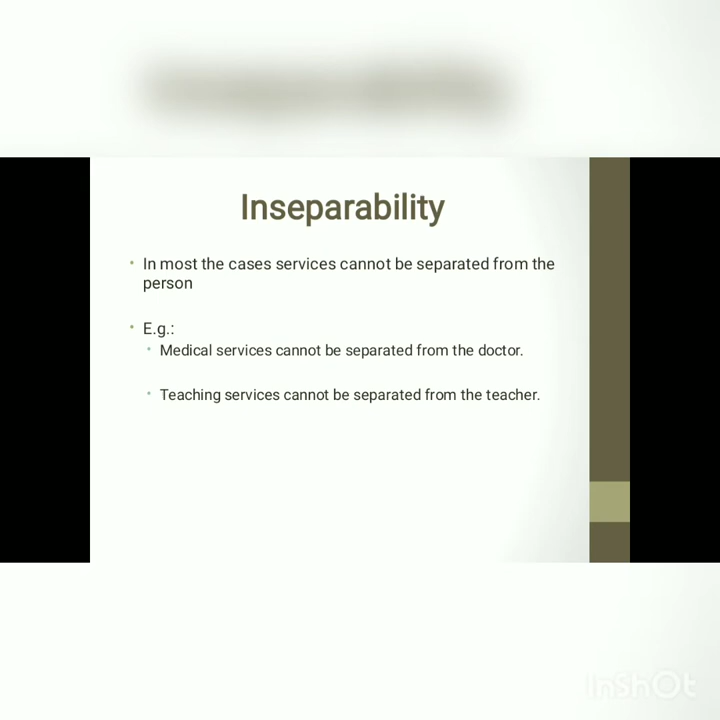 Inseparability
• In most the cases services cannot be separated from the
person
• E.g.:
• Medical services cannot be separated from the doctor.
• Teaching services cannot be separated from the teacher.
InShOt